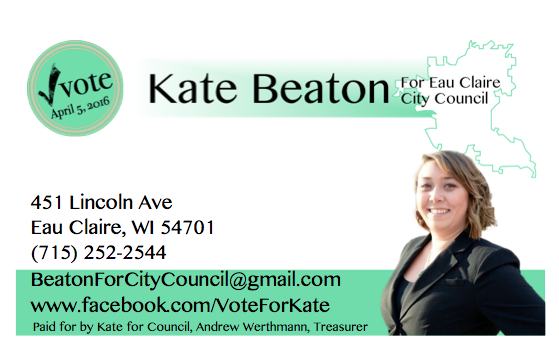 ✓vote
April 5, 2016
Kate Beaton
For Eau Claire
City Council
451 Lincoln Ave
Eau Claire, WI 54701
(715) 252-2544
BeatonForCityCouncil@gmail.com
www.facebook.com/VoteForKate
Paid for by Kate for Council, Andrew Werthmann, Treasurer